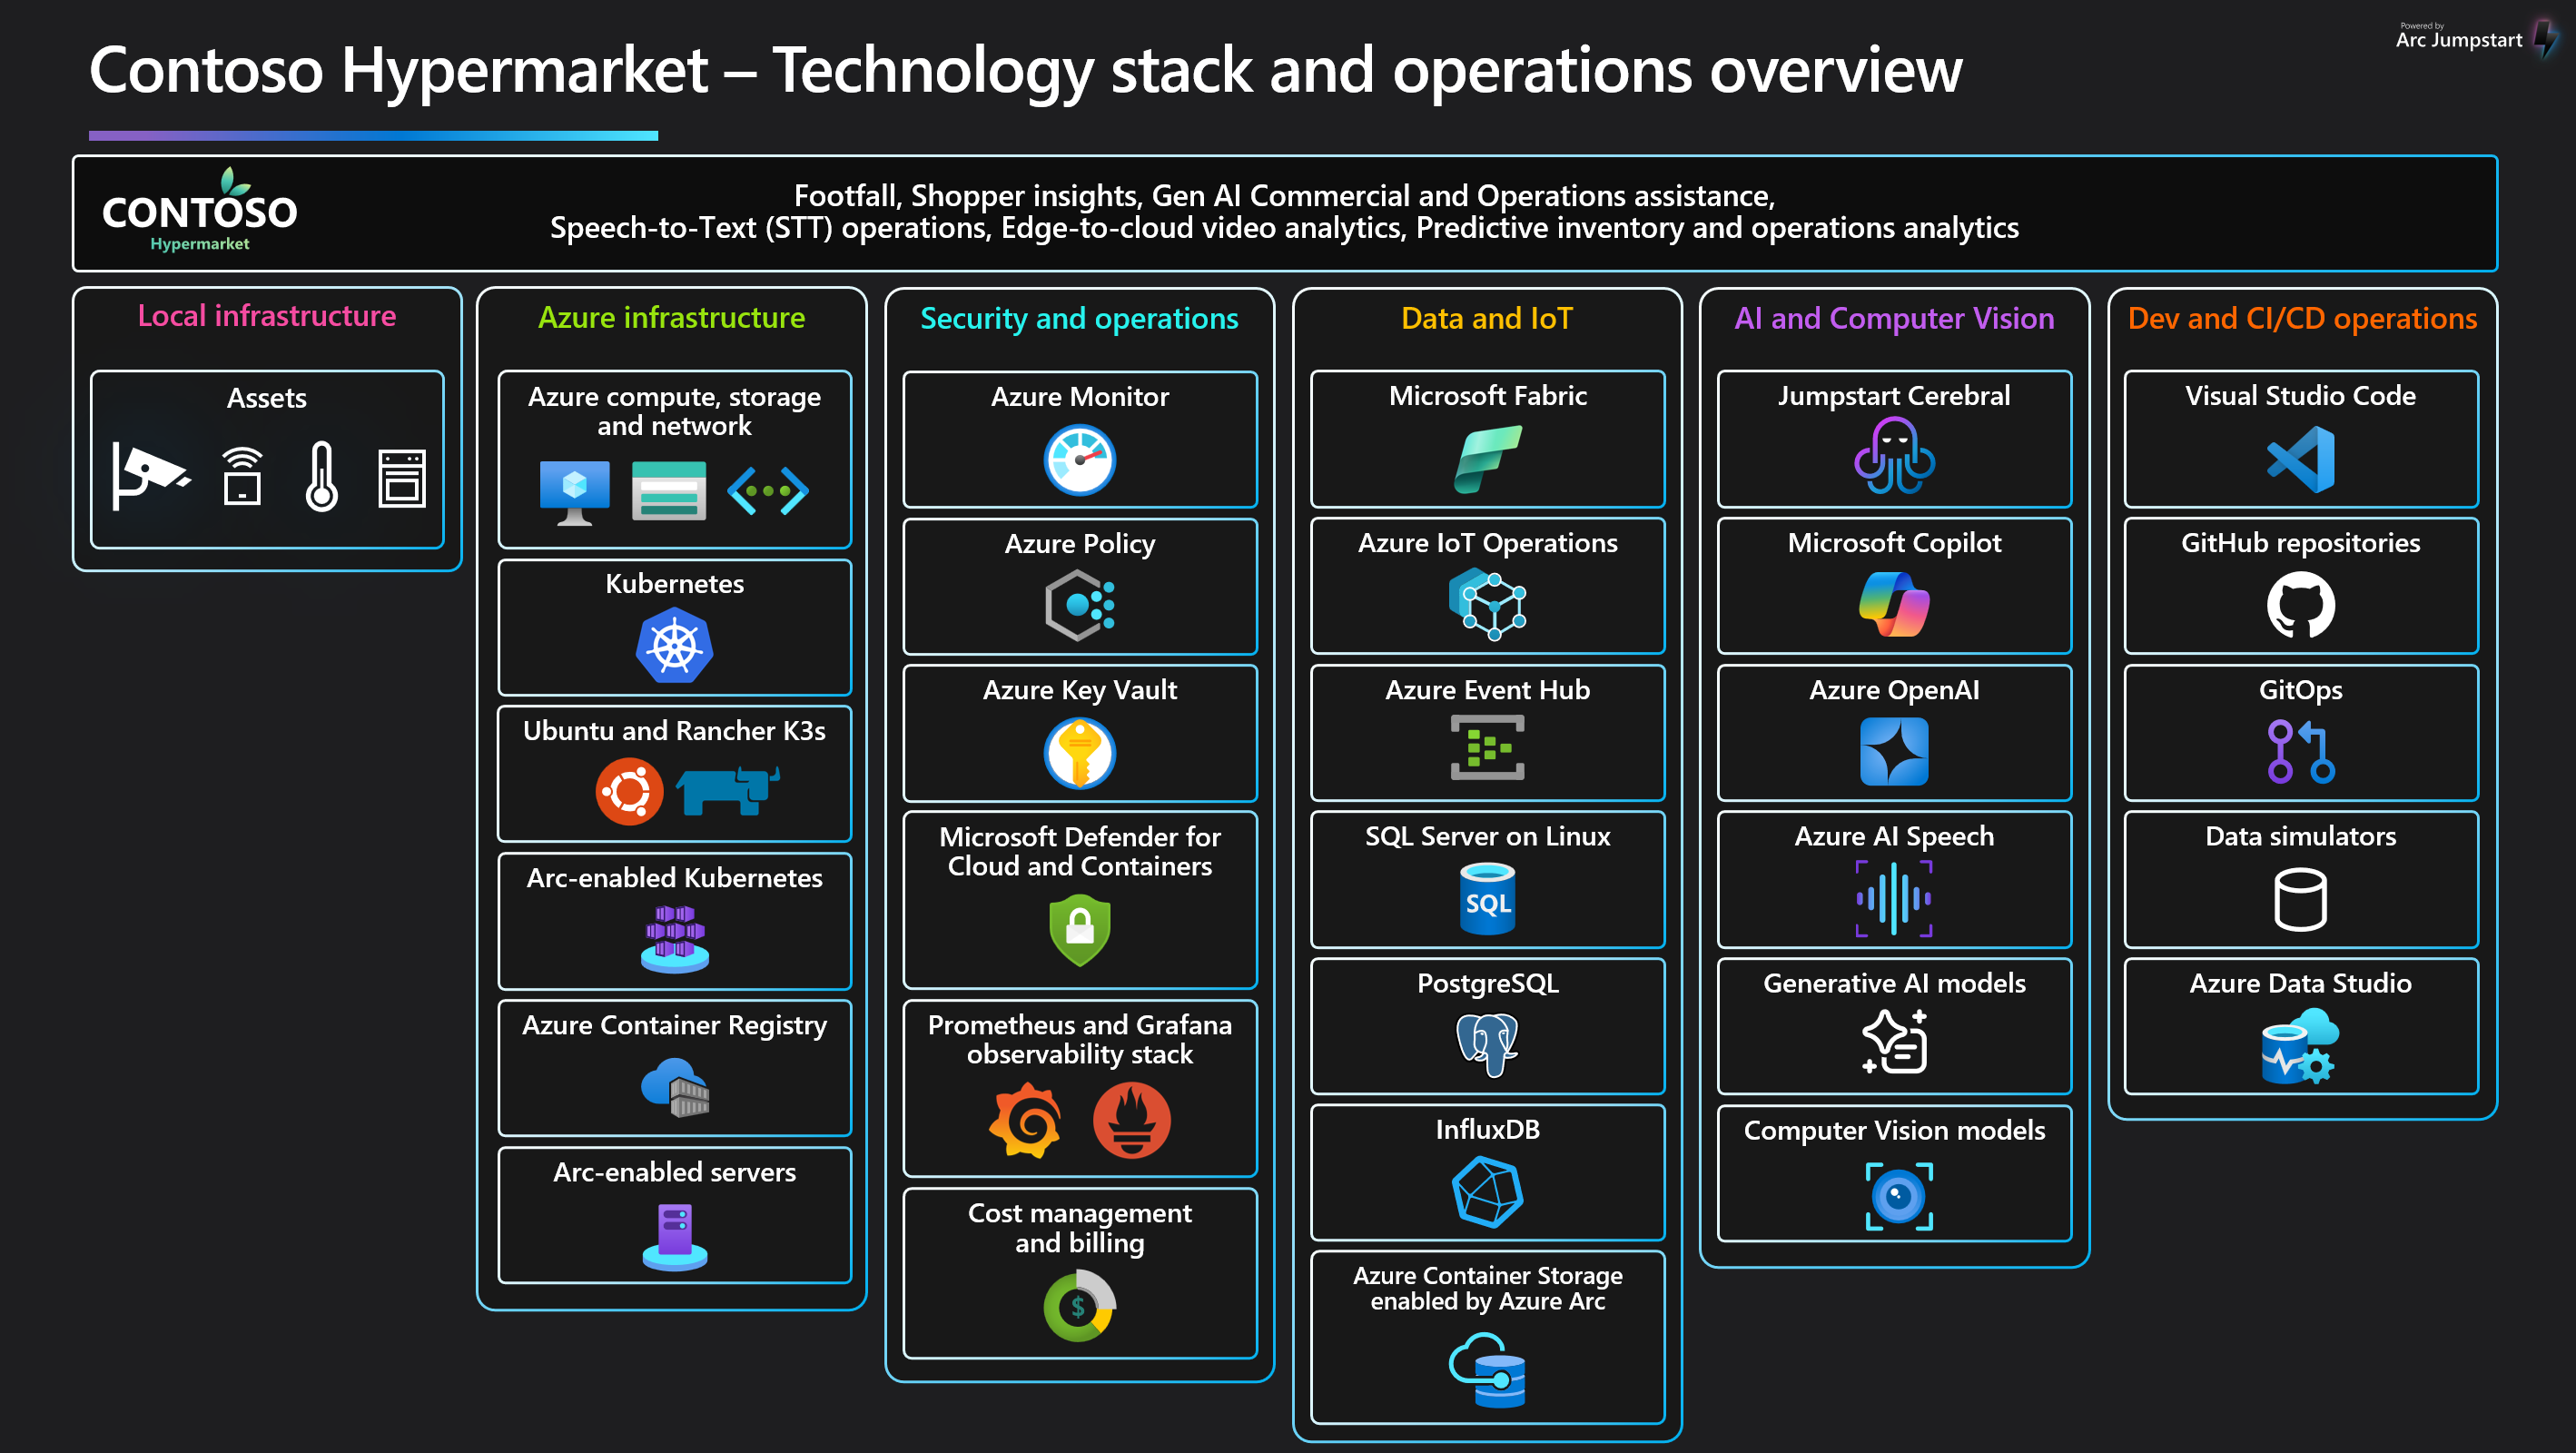 Powered by
Arc Jumpstart
Contoso Hypermarket – Technology stack and operations overview
CONTOSO
Hypermarket
Footfall, Shopper insights, Gen AI Commercial and Operations assistance,
Speech-to-Text (STT) operations, Edge-to-cloud video analytics, Predictive inventory and operations analytics
Local infrastructure
Assets
Azure infrastructure
Azure compute, storage
and network
Kubernetes
Ubuntu and Rancher K3s
Arc-enabled Kubernetes
Azure Container Registry
Arc-enabled servers
Security and operations
Azure Monitor
Azure Policy
Azure Key Vault
Microsoft Defender for
Cloud and Containers
Prometheus and Grafana
observability stack
Cost management
and billing
$
Data and IoT
Microsoft Fabric
Azure IoT Operations
Azure Event Hub
SQL Server on Linux
SQL
PostgreSQL
InfluxDB
Azure Container Storage
enabled by Azure Arc
AI and Computer Vision
Jumpstart Cerebral
Microsoft Copilot
Azure OpenAI
Azure AI Speech
Generative AI models
Computer Vision models
Dev and CI/CD operations
Visual Studio Code
GitHub repositories
GitOps
Data simulators
Azure Data Studio